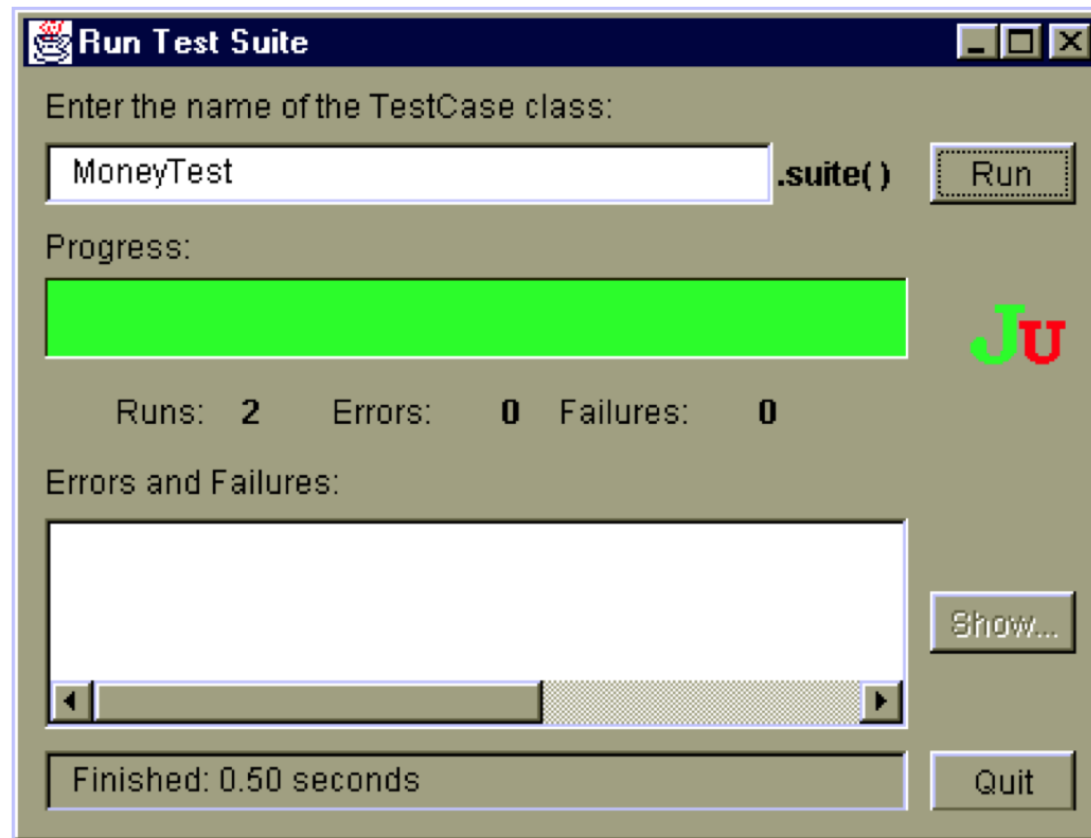 Run Test Suite
Enter the name of the TestCase class:
MoneyTest .suite( ) Run
Progress:
JU
Runs: 2 Errors: 0 Failures: 0
Errors and Failures:
Show...
Finished: 0.50 seconds Quit